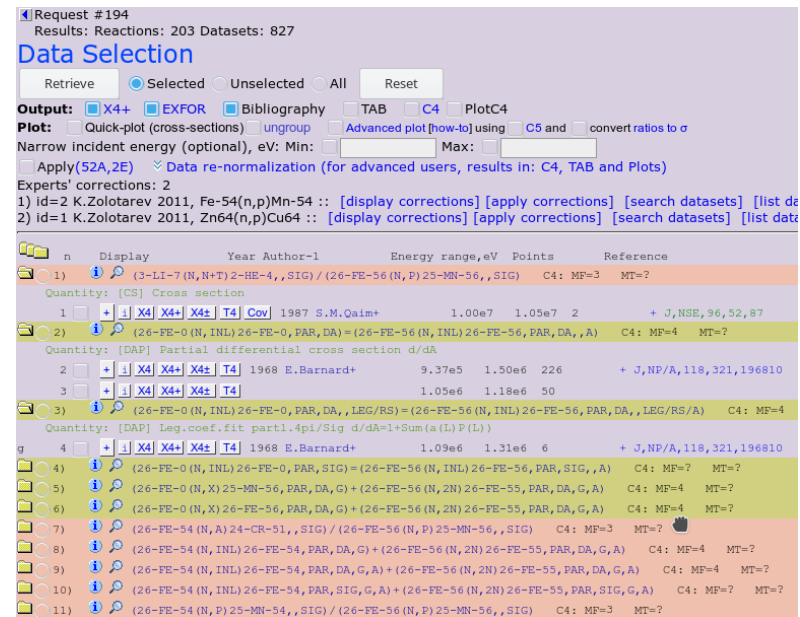 Request #194
Results: Reactions: 203 Datasets: 827
Data Selection
Retrieve Selected Unselected All Reset
Output: X4+ EXFOR Bibliography TAB C4 PlotC4
Plot: Quick-plot (cross-sections) ungroup Advanced plot [how-to] using C5 and convert ratios to σ
Narrow incident energy (optional), eV: Min: Max:
Apply(52A,2E) Data re-normalization (for advanced users, results in: C4, TAB and Plots)
Experts' corrections: 2
1) id=2 K.Zolotarev 2011, Fe-54(n,p)Mn-54 :: [display corrections] [apply corrections] [search datasets] [list da
2) id=1 K.Zolotarev 2011, Zn64(n,p)Cu64 :: [display corrections] [apply corrections] [search datasets] [list data
n Display Year Author-1 Energy range,eV Points Reference
1) i (3-LI-7(N,N+T)2-HE-4,,SIG)/(26-FE-56(N,P)25-MN-56,,SIG) C4: MF=3 MT=?
Quantity: [CS] Cross section
1 + i X4 X4+ X4± T4 Cov 1987 S.M.Qaim+ 1.00e7 1.05e7 2 + J,NSE,96,52,87
2) i (26-FE-0(N,INL)26-FE-0,PAR,DA)=(26-FE-56(N,INL)26-FE-56,PAR,DA,,A) C4: MF=4 MT=?
Quantity: [DAP] Partial differential cross section d/dA
2 + i X4 X4+ X4± T4 1968 E.Barnard+ 9.37e5 1.50e6 226 + J,NP/A,118,321,196810
3 + i X4 X4+ X4± T4 1.05e6 1.18e6 50
3) i (26-FE-0(N,INL)26-FE-0,PAR,DA,,LEG/RS)=(26-FE-56(N,INL)26-FE-56,PAR,DA,,LEG/RS/A) C4: MF=4
Quantity: [DAP] Leg.coef.fit part1.4pi/Sig d/dA=1+Sum(a(L)P(L))
g 4 + i X4 X4+ X4± T4 1968 E.Barnard+ 1.09e6 1.31e6 6 + J,NP/A,118,321,196810
4) i (26-FE-0(N,INL)26-FE-0,PAR,SIG)=(26-FE-56(N,INL)26-FE-56,PAR,SIG,,A) C4: MF=? MT=?
5) i (26-FE-0(N,X)25-MN-56,PAR,DA,G)+(26-FE-56(N,2N)26-FE-55,PAR,DA,G,A) C4: MF=4 MT=?
6) i (26-FE-0(N,X)26-FE-56,PAR,DA,G)+(26-FE-56(N,2N)26-FE-55,PAR,DA,G,A) C4: MF=4 MT=?
7) i (26-FE-54(N,A)24-CR-51,,SIG)/(26-FE-56(N,P)25-MN-56,,SIG) C4: MF=3 MT=?
8) i (26-FE-54(N,INL)26-FE-54,PAR,DA,G)+(26-FE-56(N,2N)26-FE-55,PAR,DA,G,A) C4: MF=4 MT=?
9) i (26-FE-54(N,INL)26-FE-54,PAR,DA,G,A)+(26-FE-56(N,2N)26-FE-55,PAR,DA,G,A) C4: MF=4 MT=?
10) i (26-FE-54(N,INL)26-FE-54,PAR,SIG,G,A)+(26-FE-56(N,2N)26-FE-55,PAR,SIG,G,A) C4: MF=? MT=?
11) i (26-FE-54(N,P)25-MN-54,,SIG)/(26-FE-56(N,P)25-MN-56,,SIG) C4: MF=3 MT=?